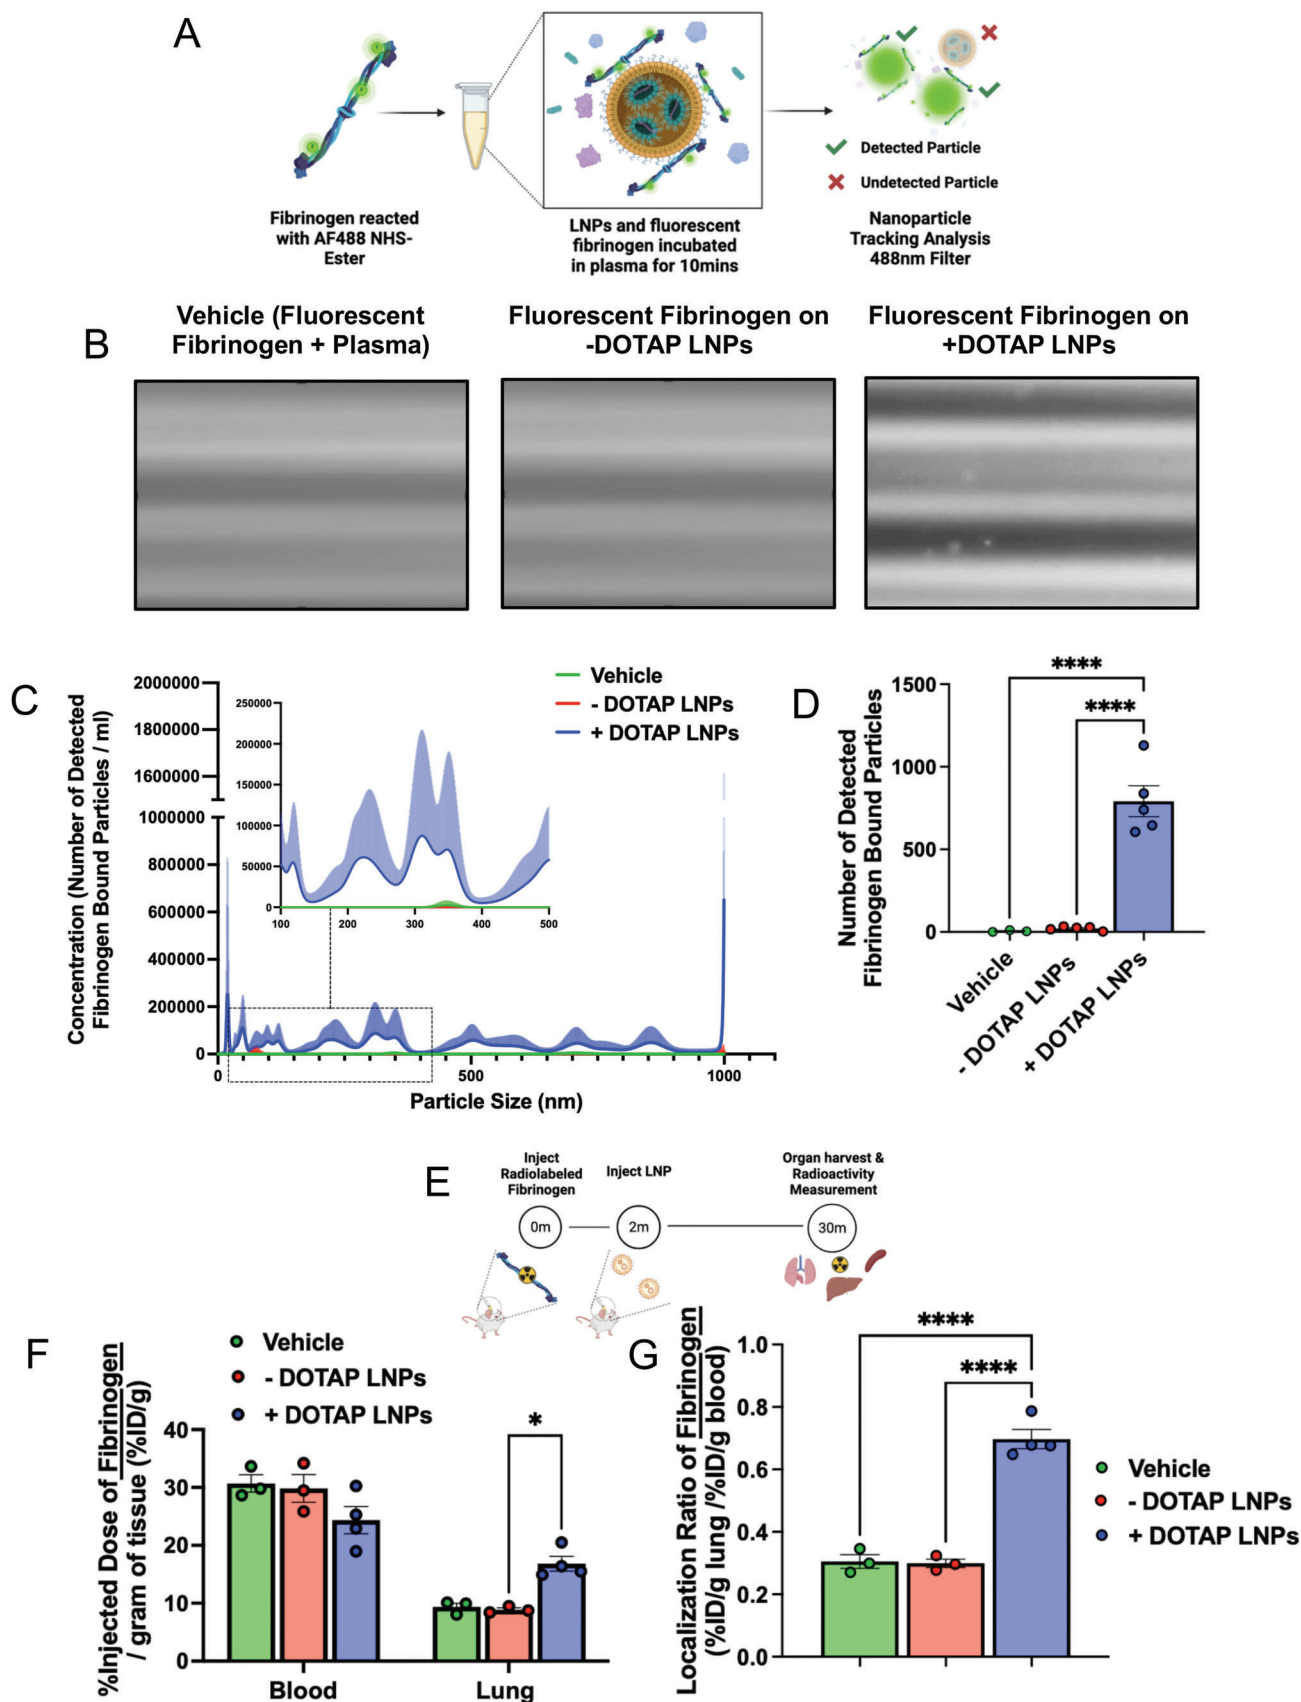 A
Fibrinogen reacted
with AF488 NHS-
Ester
LNPs and fluorescent
fibrinogen incubated
in plasma for 10mins
Detected Particle
Undetected Particle
Nanoparticle
Tracking Analysis
488nm Filter
B
Vehicle (Fluorescent
Fibrinogen + Plasma)
Fluorescent Fibrinogen on
-DOTAP LNPs
Fluorescent Fibrinogen on
+DOTAP LNPs
C
Concentration (Number of Detected
Fibrinogen Bound Particles / ml)
2000000
1800000
1600000
1000000
800000
600000
400000
200000
0
250000
200000
150000
100000
50000
0
100
200
300
400
500
Vehicle
- DOTAP LNPs
+ DOTAP LNPs
0
500
1000
Particle Size (nm)
D
Number of Detected
Fibrinogen Bound Particles
1500
1000
500
0
****
****
Vehicle
- DOTAP LNPs
+ DOTAP LNPs
E
Inject
Radiolabeled
Fibrinogen
Inject LNP
Organ harvest &
Radioactivity
Measurement
0m
2m
30m
F
Vehicle
- DOTAP LNPs
+ DOTAP LNPs
%Injected Dose of Fibrinogen
/ gram of tissue (%ID/g)
40
30
20
10
0
*
Blood
Lung
G
Localization Ratio of Fibrinogen
(%ID/g lung /%ID/g blood)
1.0
0.8
0.6
0.4
0.2
0.0
****
****
Vehicle
- DOTAP LNPs
+ DOTAP LNPs